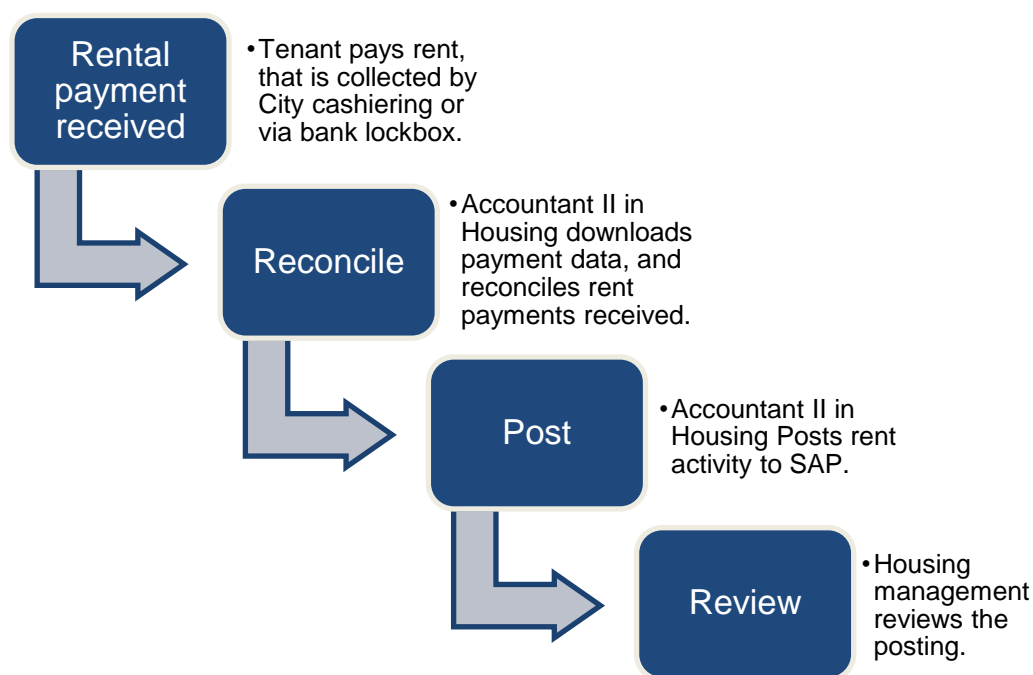 Rental
payment
received
•Tenant pays rent,
that is collected by
City cashiering or
via bank lockbox.
Reconcile
•Accountant II in
Housing downloads
payment data, and
reconciles rent
payments received.
Post
•Accountant II in
Housing Posts rent
activity to SAP.
Review
•Housing
management
reviews the
posting.